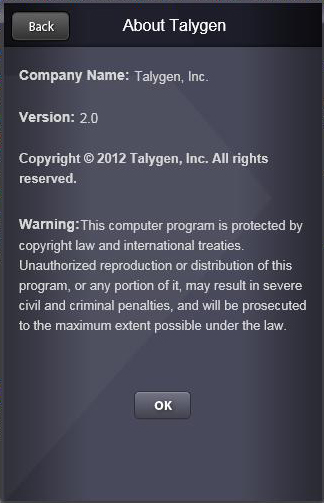 Back
About Talygen
Company Name: Talygen, Inc.
Version: 2.0
Copyright © 2012 Talygen, Inc. All rights
reserved.
Warning:This computer program is protected by
copyright law and international treaties.
Unauthorized reproduction or distribution of this
program, or any portion of it, may result in severe
civil and criminal penalties, and will be prosecuted
to the maximum extent possible under the law.
OK